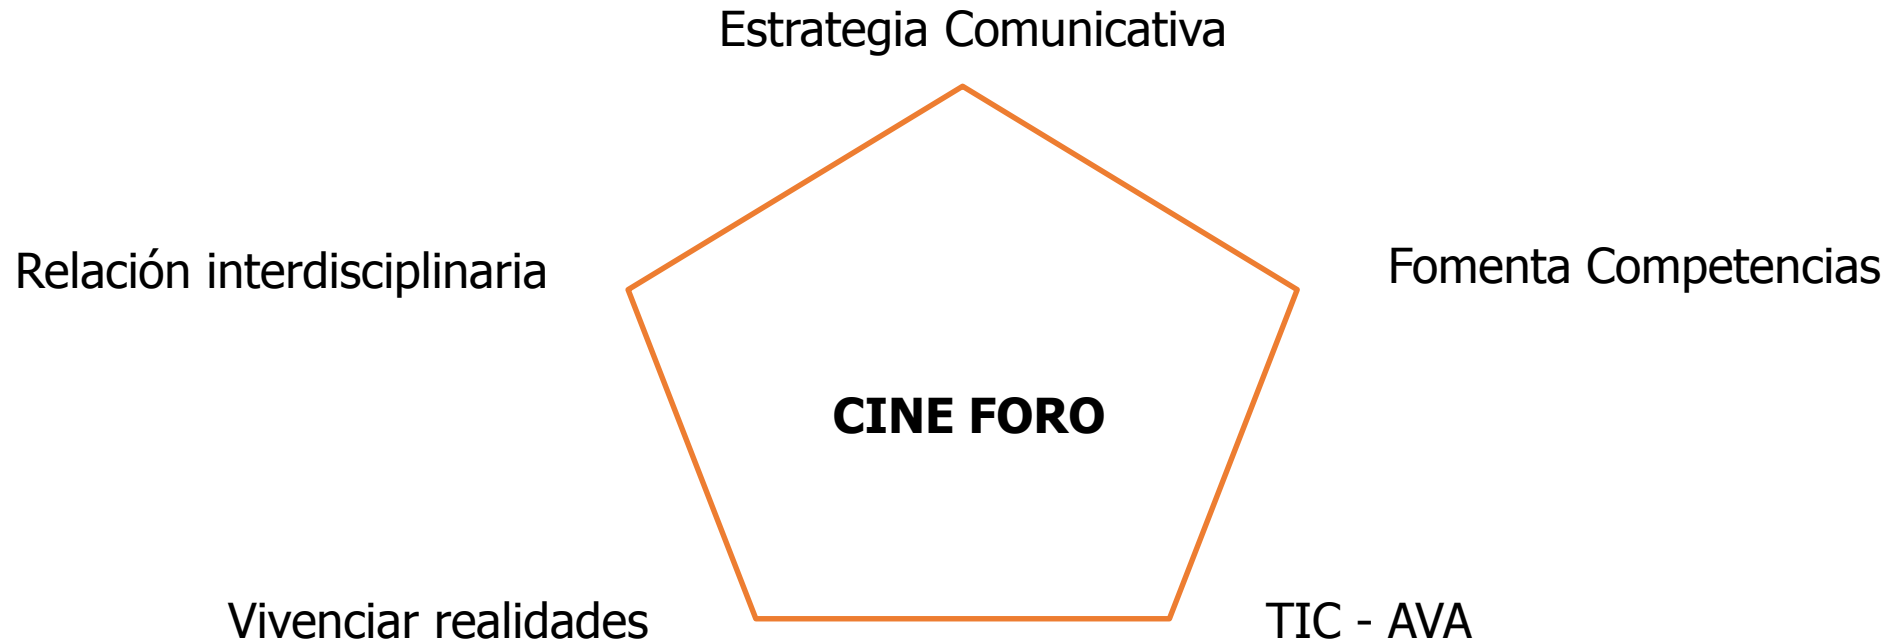 Estrategia Comunicativa
Relación interdisciplinaria
Fomenta Competencias
CINE FORO
Vivenciar realidades
TIC - AVA